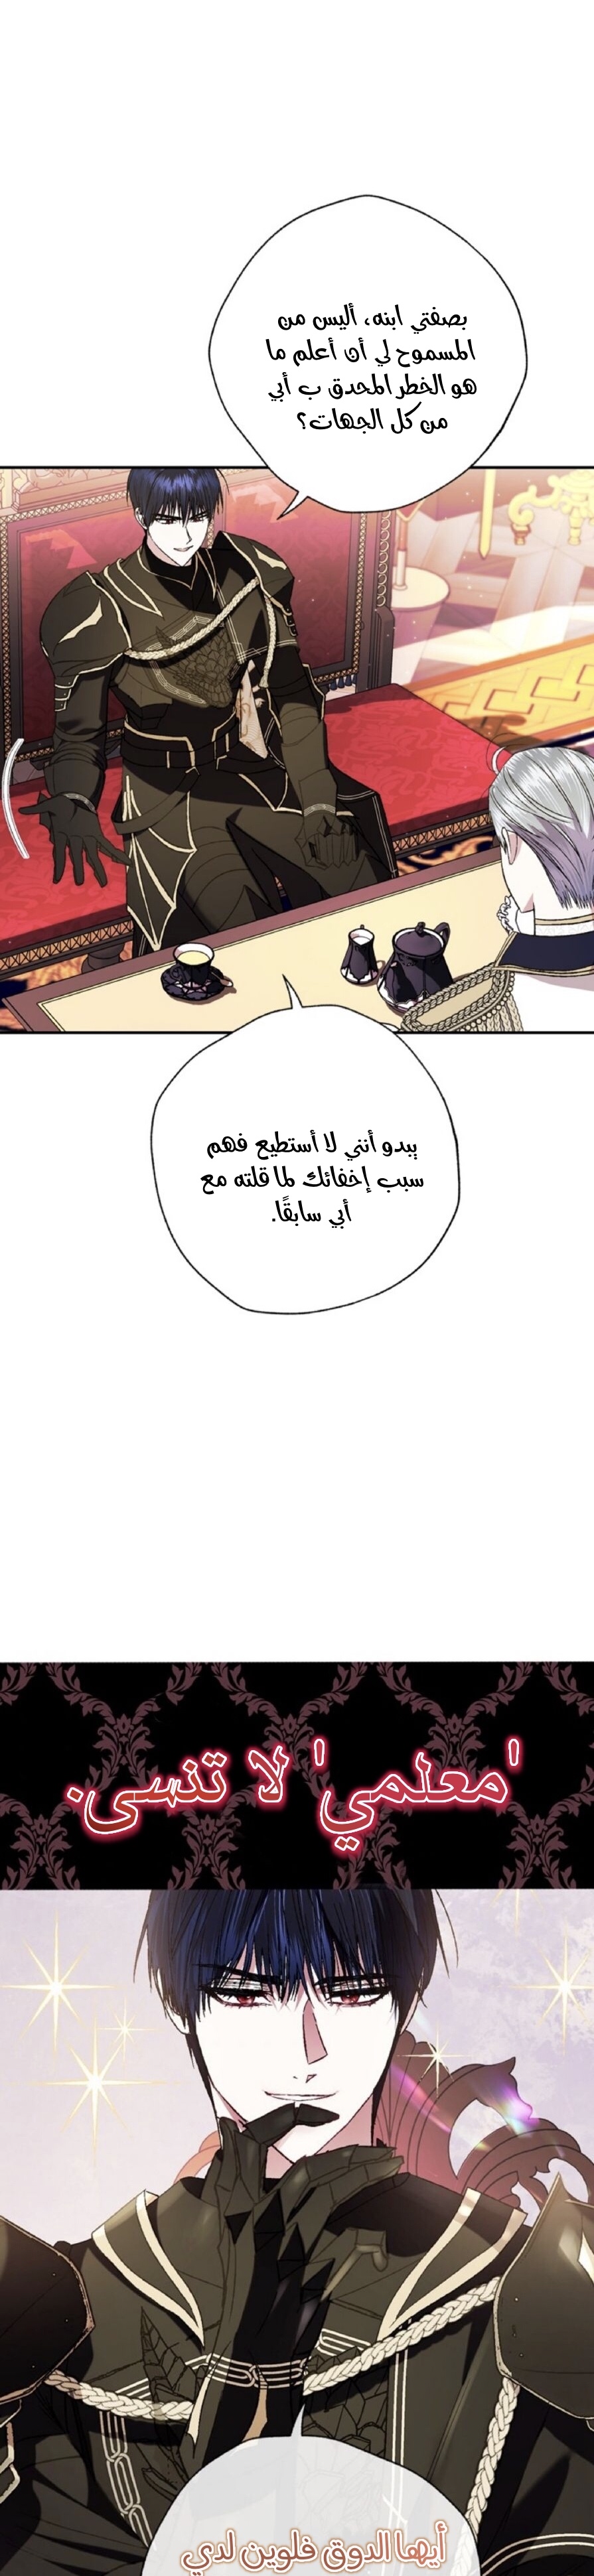 بصفتي ابنه، أليس من
المسموح لي أن أعلم ما
هو الخطر المحدق ب أبي
من كل الجهات؟
يبدو أنني لا أستطيع فهم
سبب إخفائك لما قلته مع
أبي سابقًا.
'معلمي' لا تنسى.
أيها الدوق فلوين لدي